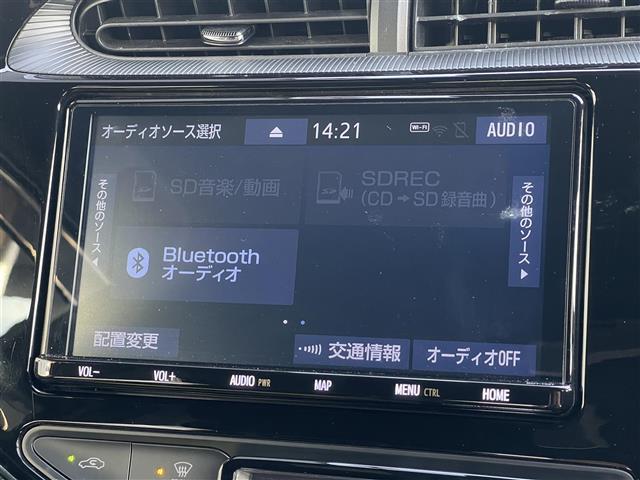 オーディオソース選択
14:21
Wi-Fi
AUDIO
その他のソース
SD音楽/動画
SDREC
(CD➡SD録音曲)
その他のソース
Bluetooth
オーディオ
配置変更
交通情報
オーディオOFF
VOL-
VOL+
AUDIO PWR
MAP
MENU CTRL
HOME